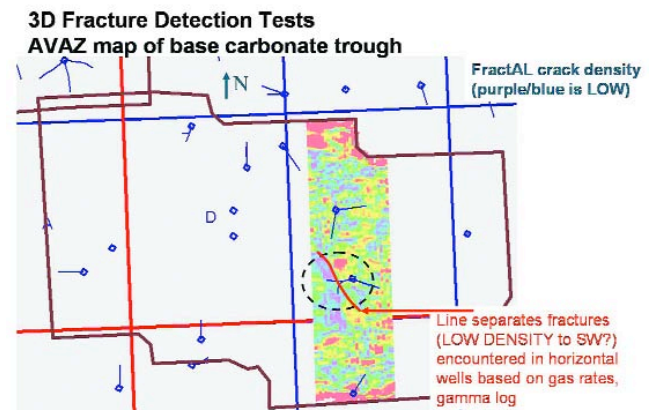 3D Fracture Detection Tests
AVAZ map of base carbonate trough
N
FractAL crack density
(purple/blue is LOW)
A
D
Line separates fractures
(LOW DENSITY to SW?)
encountered in horizontal
wells based on gas rates,
gamma log